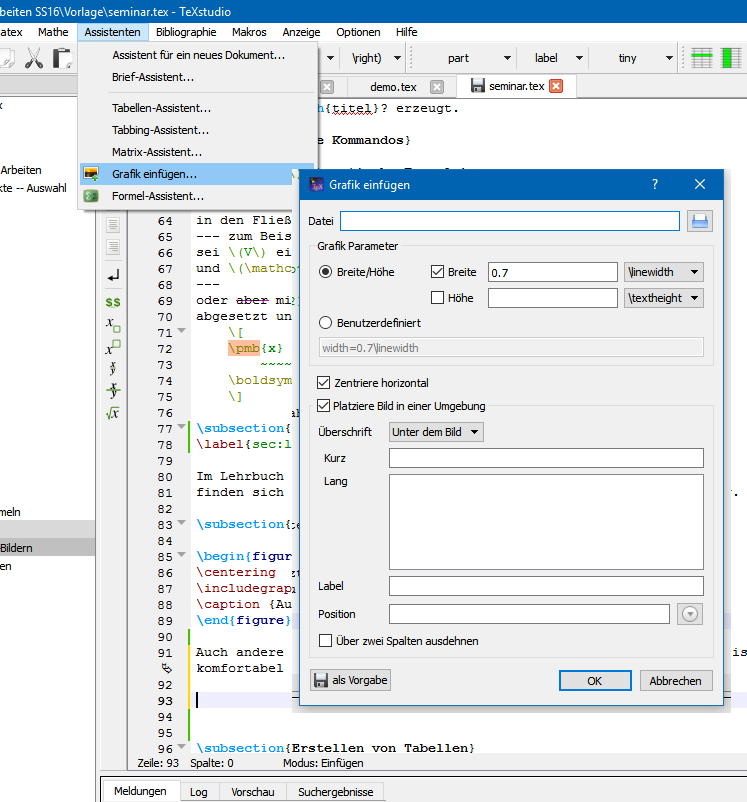 beiten SS16\Vorlage\seminar.tex - TeXstudio
atex Mathe Assistenten Bibliographie Makros Anzeige Optionen Hilfe
\right) part label tiny
Assistent für ein neues Dokument...
Brief-Assistent...
Tabellen-Assistent...
Tabbing-Assistent...
Matrix-Assistent...
Grafik einfügen...
Formel-Assistent...
demo.tex seminar.tex
x
Arbeiten
kte -- Auswahl
meln
Bildern
en
h{titel}? erzeugt.
e Kommandos}
64 in den Fließ
65 --- zum Beis
66 sei \(V\) ei
67 und \(\mathc
68 ---
69 oder aber mi
70 abgesetzt un
71 \[
72 \pmb{x}
73 ~~~~
74 \boldsym
75 \]
76
77 \subsection{
78 \label{sec:l
79
80 Im Lehrbuch
81 finden sich
82
83 \subsection{
84
85 \begin{figur
86 \centering
87 \includegrap
88 \caption {Au
89 \end{figure}
90
91 Auch andere is
komfortabel
92
93
94
95
96 \subsection{Erstellen von Tabellen}
Grafik einfügen ?
Datei
Grafik Parameter
Breite/Höhe Breite 0.7 \linewidth
Höhe \textheight
Benutzerdefiniert
width=0.7\linewidth
Zentriere horizontal
Platziere Bild in einer Umgebung
Überschrift Unter dem Bild
Kurz
Lang
Label
Position
Über zwei Spalten ausdehnen
als Vorgabe OK Abbrechen
$$
Zeile: 93 Spalte: 0 Modus: Einfügen
Meldungen Log Vorschau Suchergebnisse